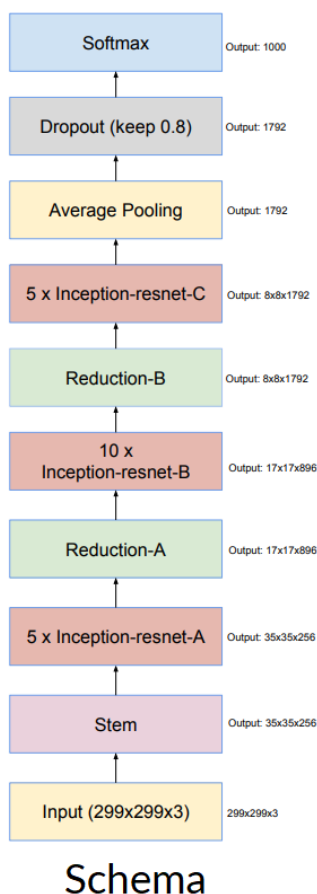 Softmax
Output: 1000
Dropout (keep 0.8)
Output: 1792
Average Pooling
Output: 1792
5 x Inception-resnet-C
Output: 8x8x1792
Reduction-B
Output: 8x8x1792
10 x
Inception-resnet-B
Output: 17x17x896
Reduction-A
Output: 17x17x896
5 x Inception-resnet-A
Output: 35x35x256
Stem
Output: 35x35x256
Input (299x299x3)
299x299x3
Schema